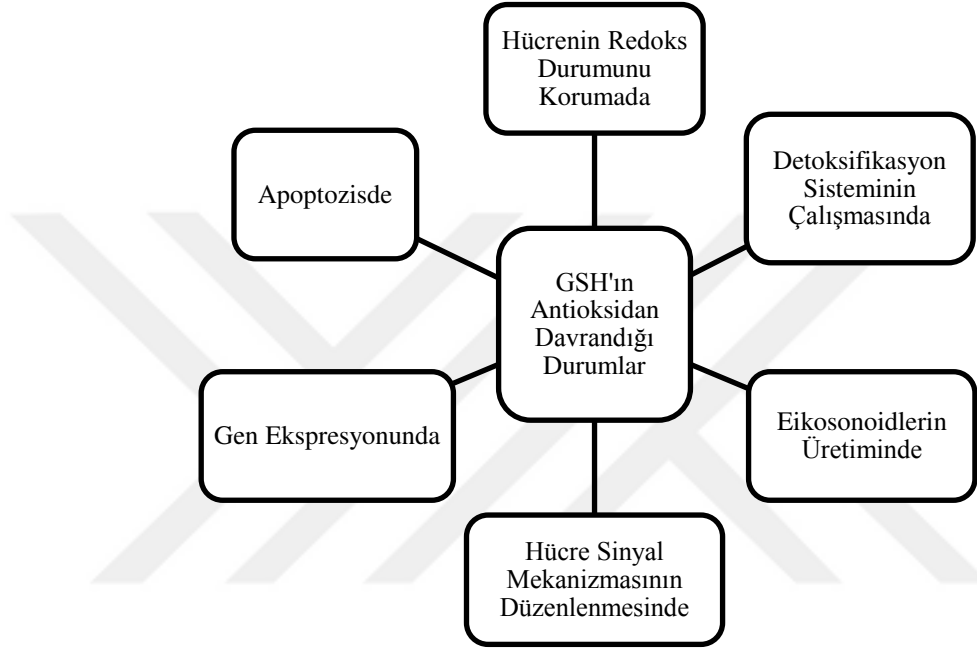 Hücrenin Redoks
Durumunu
Korumada
Detoksifikasyon
Sisteminin
Çalışmasında
Apoptozisde
GSH'ın
Antioksidan
Davrandığı
Durumlar
Gen Ekspresyonunda
Eikosonoidlerin
Üretiminde
Hücre Sinyal
Mekanizmasının
Düzenlenmesinde